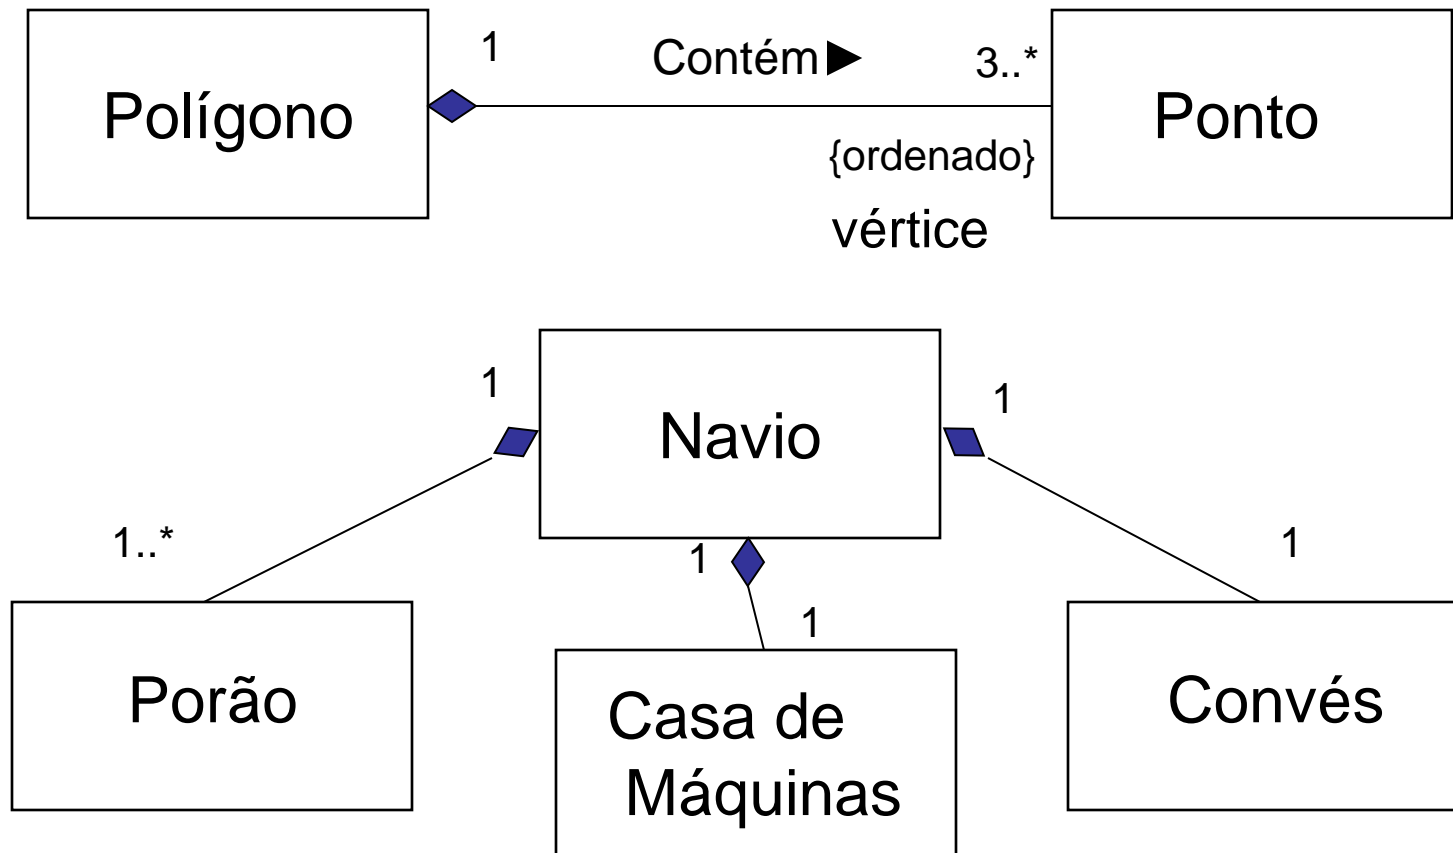 1
Contém
3..*
Polígono
Ponto
{ordenado}
vértice
1
Navio
1
1..*
1
1
1
Porão
Casa de
Máquinas
Convés